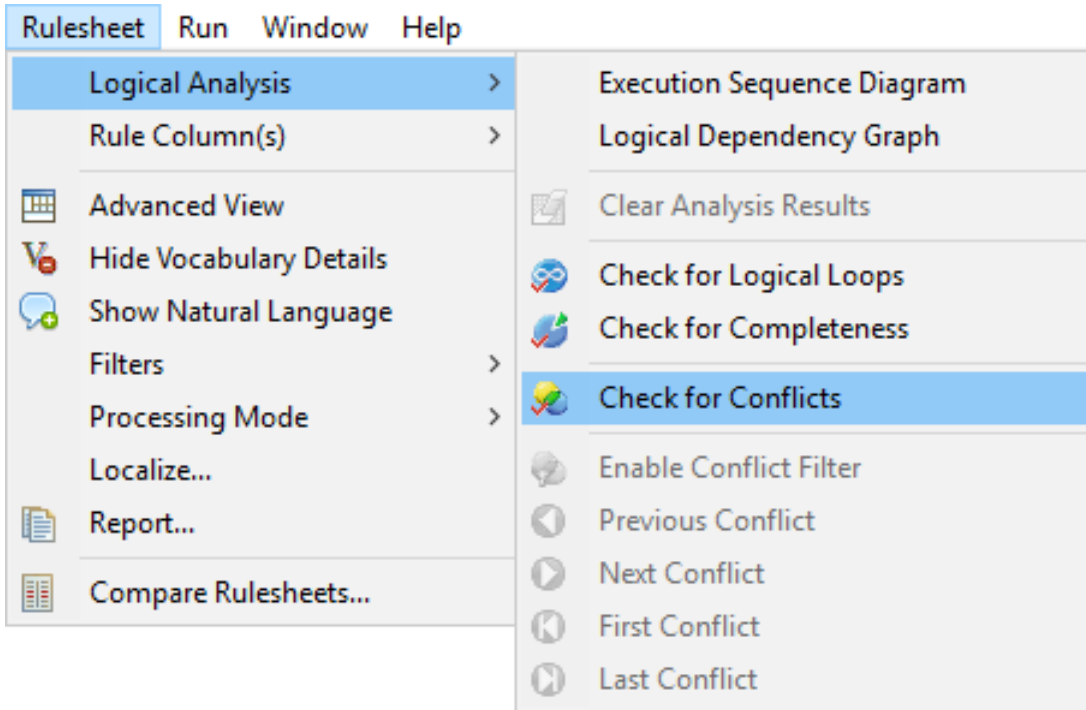 Rulesheet Run Window Help
Logical Analysis
Rule Column(s)
Advanced View
Hide Vocabulary Details
Show Natural Language
Filters
Processing Mode
Localize...
Report...
Compare Rulesheets...
Execution Sequence Diagram
Logical Dependency Graph
Clear Analysis Results
Check for Logical Loops
Check for Completeness
Check for Conflicts
Enable Conflict Filter
Previous Conflict
Next Conflict
First Conflict
Last Conflict